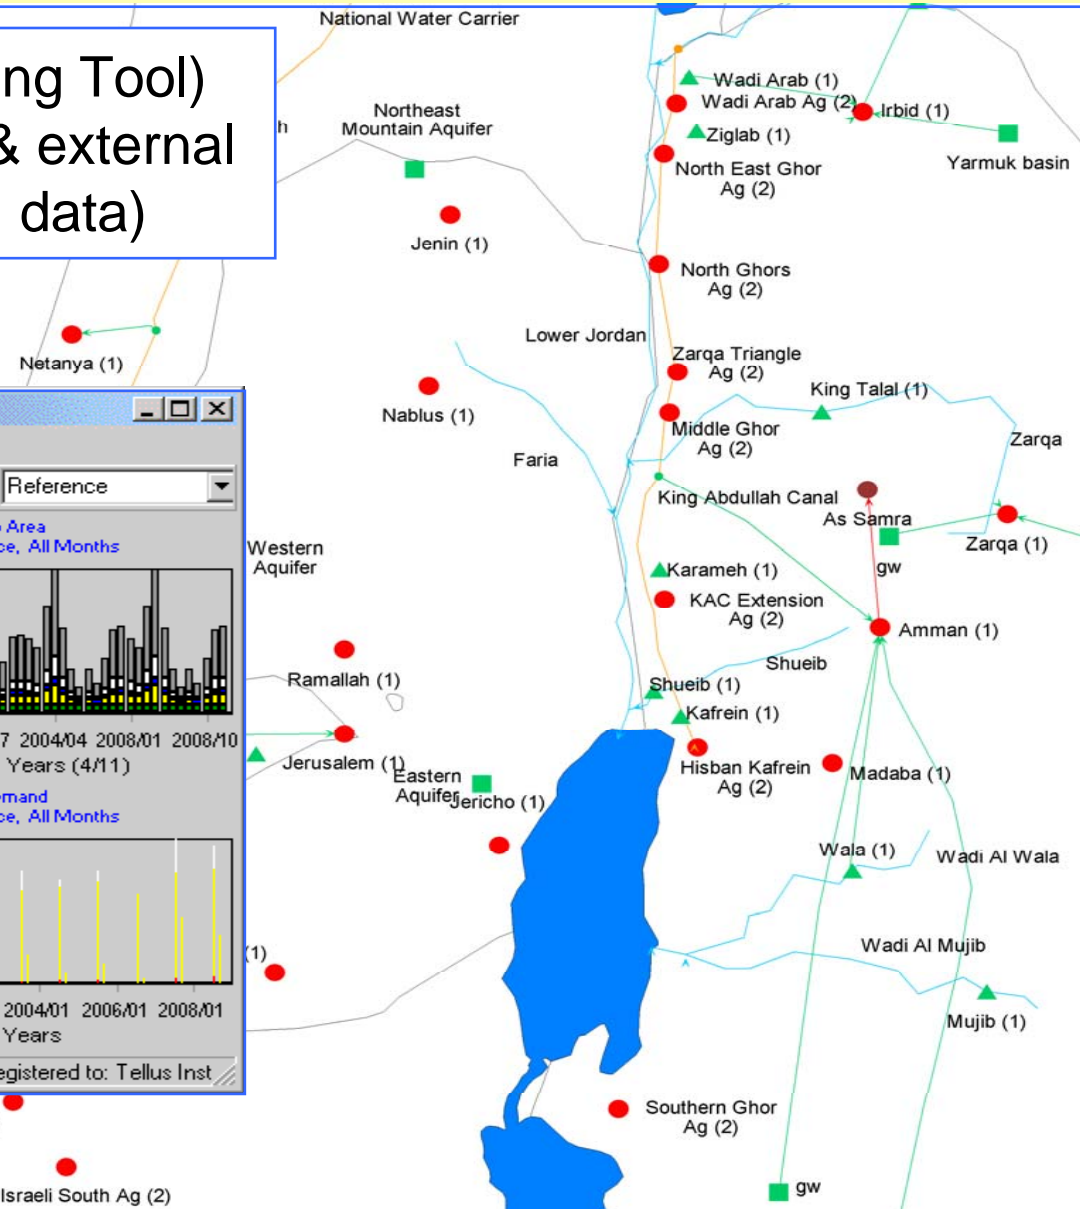 National Water Carrier
ng Tool)
& external
data)
h
Northeast
Mountain Aquifer
Wadi Arab (1)
Wadi Arab Ag (2)
Irbid (1)
Ziglab (1)
Yarmuk basin
North East Ghor
Ag (2)
Jenin (1)
North Ghors
Ag (2)
Lower Jordan
Netanya (1)
Zarqa Triangle
Ag (2)
King Talal (1)
Nablus (1)
Middle Ghor
Ag (2)
Zarqa
Faria
King Abdullah Canal
As Samra
Zarqa (1)
gw
Reference
Area
ce, All Months
Western
Aquifer
Karameh (1)
KAC Extension
Ag (2)
Amman (1)
Shueib
Ramallah (1)
Shueib (1)
Kafrein (1)
7 2004/04 2008/01 2008/10
Years (4/11)
Jerusalem (1)
Eastern
Aquifer
Jericho (1)
Hisban Kafrein
Ag (2)
Madaba (1)
emand
ce, All Months
Wala (1)
Wadi Al Wala
Wadi Al Mujib
(1)
Mujib (1)
2004/01 2006/01 2008/01
Years
egistered to: Tellus Inst
Southern Ghor
Ag (2)
Israeli South Ag (2)
gw